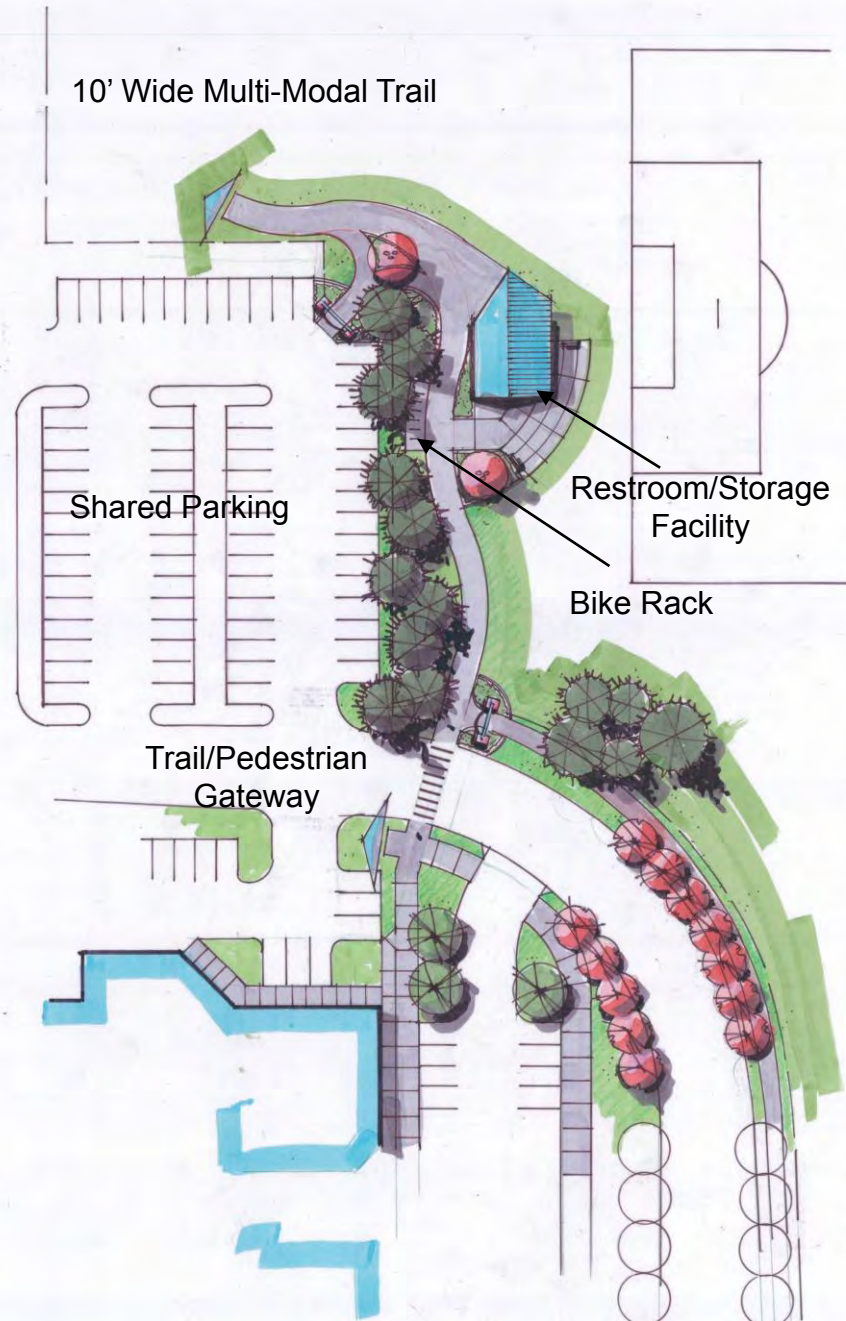 10’ Wide Multi-Modal Trail
Shared Parking
Restroom/Storage
Facility
Bike Rack
Trail/Pedestrian
Gateway